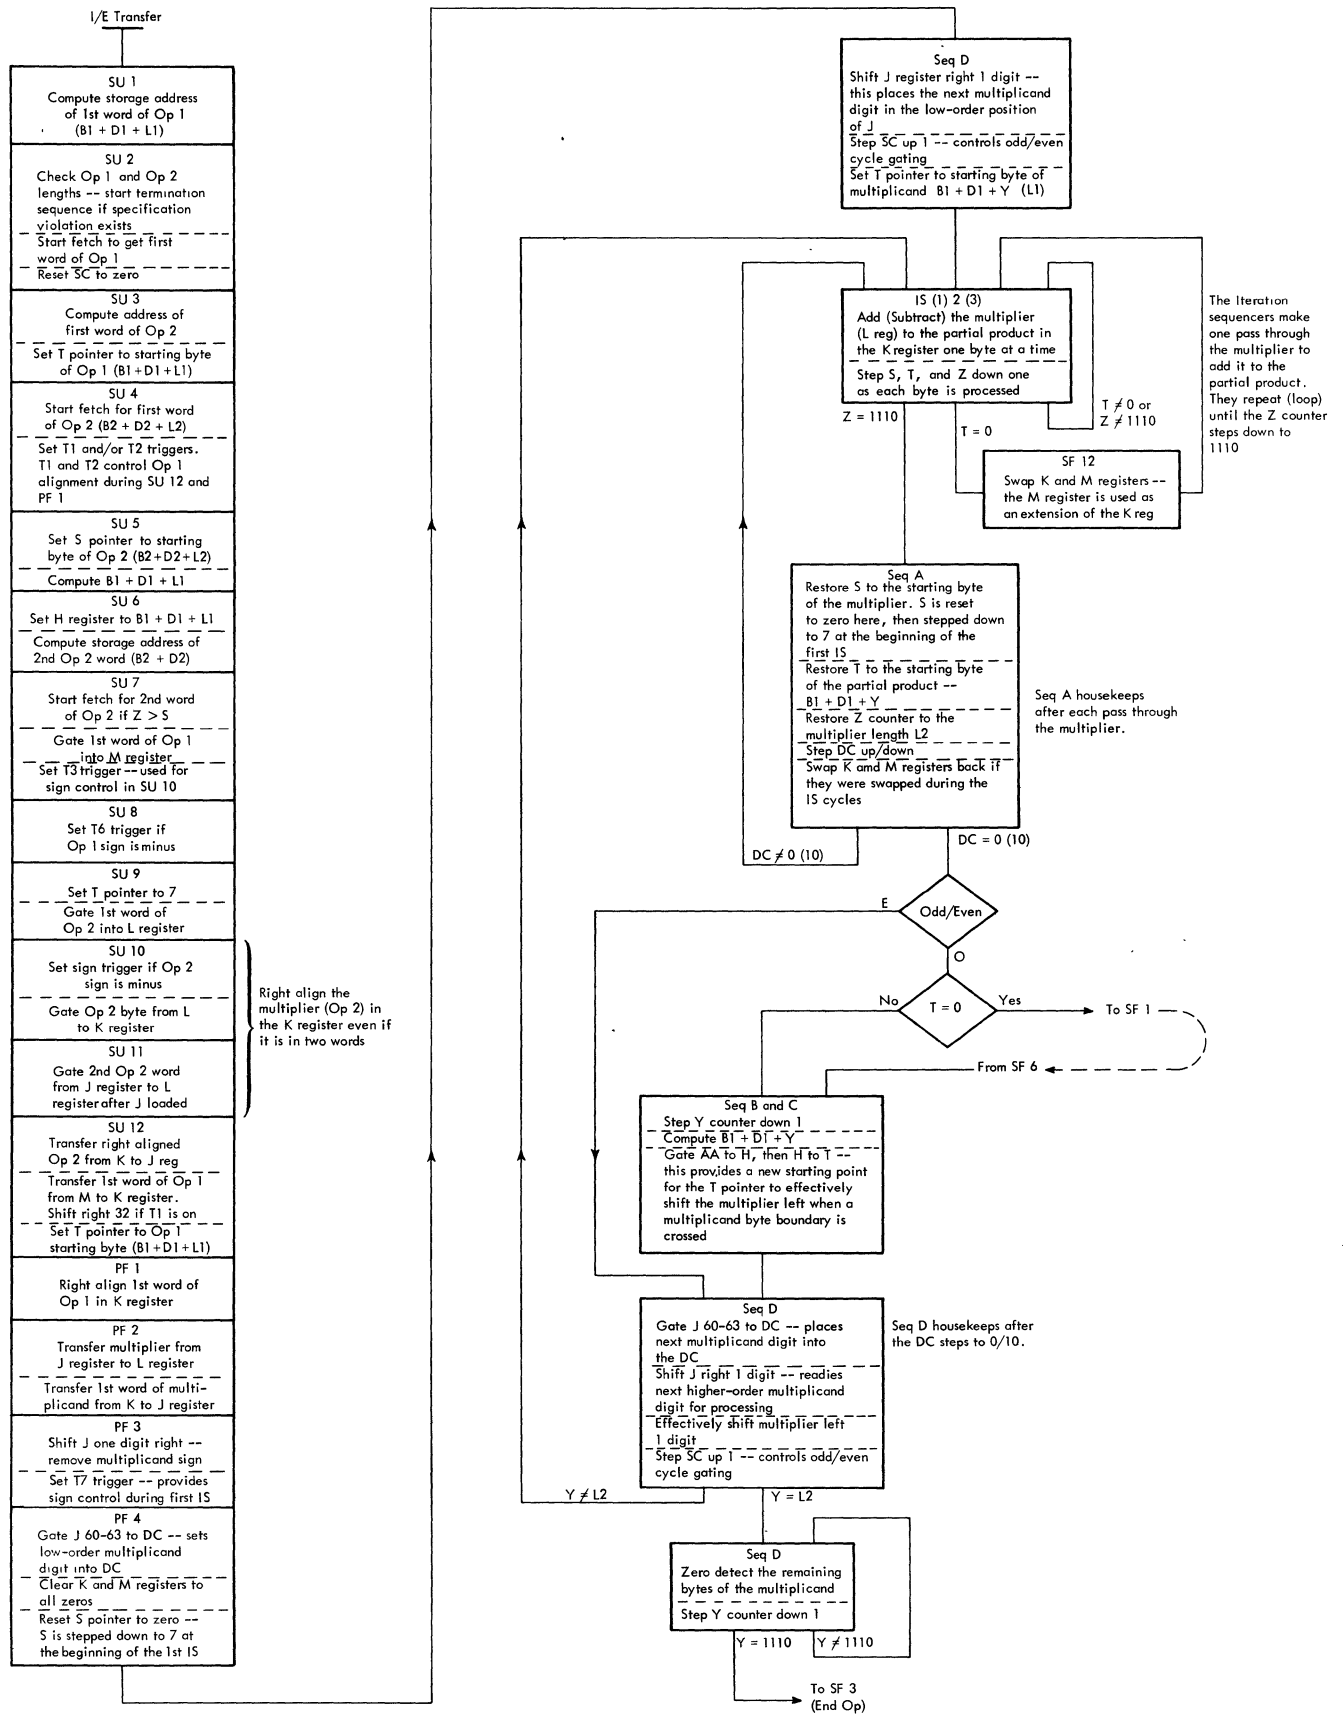 I/E Transfer
SU 1
Compute storage address
of 1st word of Op 1
(B1 + D1 + L1)
SU 2
Check Op 1 and Op 2
lengths -- start termination
sequence if specification
violation exists
Start fetch to get first
word of Op 1
Reset SC to zero
SU 3
Compute address of
first word of Op 2
Set T pointer to starting byte
of Op 1 (B1+D1+L1)
SU 4
Start fetch for first word
of Op 2 (B2 + D2 + L2)
Set T1 and/or T2 triggers.
T1 and T2 control Op 1
alignment during SU 12 and
PF 1
SU 5
Set S pointer to starting
byte of Op 2 (B2+D2+L2)
Compute B1 + D1 + L1
SU 6
Set H register to B1 + D1 + L1
Compute storage address of
2nd Op 2 word (B2 + D2)
SU 7
Start fetch for 2nd word
of Op 2 if Z > S
Gate 1st word of Op 1
into M register
Set T3 trigger -- used for
sign control in SU 10
SU 8
Set T6 trigger if
Op 1 sign is minus
SU 9
Set T pointer to 7
Gate 1st word of
Op 2 into L register
SU 10
Set sign trigger if Op 2
sign is minus
Gate Op 2 byte from L
to K register
SU 11
Gate 2nd Op 2 word
from J register to L
register after J loaded
Right align the
multiplier (Op 2) in
the K register even if
it is in two words
SU 12
Transfer right aligned
Op 2 from K to J reg
Transfer 1st word of Op 1
from M to K register.
Shift right 32 if T1 is on
Set T pointer to Op 1
starting byte (B1+D1+L1)
PF 1
Right align 1st word of
Op 1 in K register
PF 2
Transfer multiplier from
J register to L register
Transfer 1st word of multi-
plicand from K to J register
PF 3
Shift J one digit right --
remove multiplicand sign
Set T7 trigger -- provides
sign control during first IS
PF 4
Gate J 60-63 to DC -- sets
low-order multiplicand
digit into DC
Clear K and M registers to
all zeros
Reset S pointer to zero --
S is stepped down to 7 at
the beginning of the 1st IS
Seq D
Shift J register right 1 digit --
this places the next multiplicand
digit in the low-order position
of J
Step SC up 1 -- controls odd/even
cycle gating
Set T pointer to starting byte of
multiplicand B1 + D1 + Y (L1)
IS (1) 2 (3)
Add (Subtract) the multiplier
(L reg) to the partial product in
the K register one byte at a time
Step S, T, and Z down one
as each byte is processed
Z = 1110
T = 0
T ≠ 0 or
Z ≠ 1110
The Iteration
sequencers make
one pass through
the multiplier to
add it to the
partial product.
They repeat (loop)
until the Z counter
steps down to
1110
SF 12
Swap K and M registers --
the M register is used as
an extension of the K reg
Seq A
Restore S to the starting byte
of the multiplier. S is reset
to zero here, then stepped down
to 7 at the beginning of the
first IS
Restore T to the starting byte
of the partial product --
B1 + D1 + Y
Restore Z counter to the
multiplier length L2
Step DC up/down
Swap K amd M registers back if
they were swapped during the
IS cycles
Seq A housekeeps
after each pass through
the multiplier.
DC ≠ 0 (10)
DC = 0 (10)
E
Odd/Even
O
No
T = 0
Yes
To SF 1
From SF 6
Seq B and C
Step Y counter down 1
Compute B1 + D1 + Y
Gate AA to H, then H to T --
this provides a new starting point
for the T pointer to effectively
shift the multiplier left when a
multiplicand byte boundary is
crossed
Seq D
Gate J 60-63 to DC -- places
next multiplicand digit into
the DC
Shift J right 1 digit -- readies
next higher-order multiplicand
digit for processing
Effectively shift multiplier left
1 digit
Step SC up 1 -- controls odd/even
cycle gating
Seq D housekeeps after
the DC steps to 0/10.
Y ≠ L2
Y = L2
Seq D
Zero detect the remaining
bytes of the multiplicand
Step Y counter down 1
Y = 1110
Y ≠ 1110
To SF 3
(End Op)